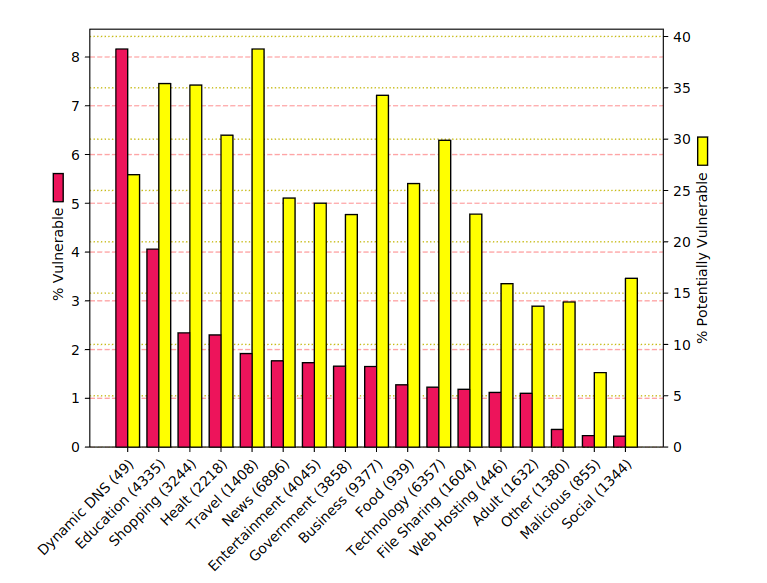 8
7
6
5
4
3
2
1
0
% Vulnerable
40
35
30
25
20
15
10
5
0
% Potentially Vulnerable
Dynamic DNS (49)
Education (4335)
Shopping (3244)
Healt (2218)
Travel (1408)
News (6896)
Entertainment (4045)
Government (3858)
Business (9377)
Food (939)
Technology (6357)
File Sharing (1604)
Web Hosting (446)
Adult (1632)
Other (1380)
Malicious (855)
Social (1344)